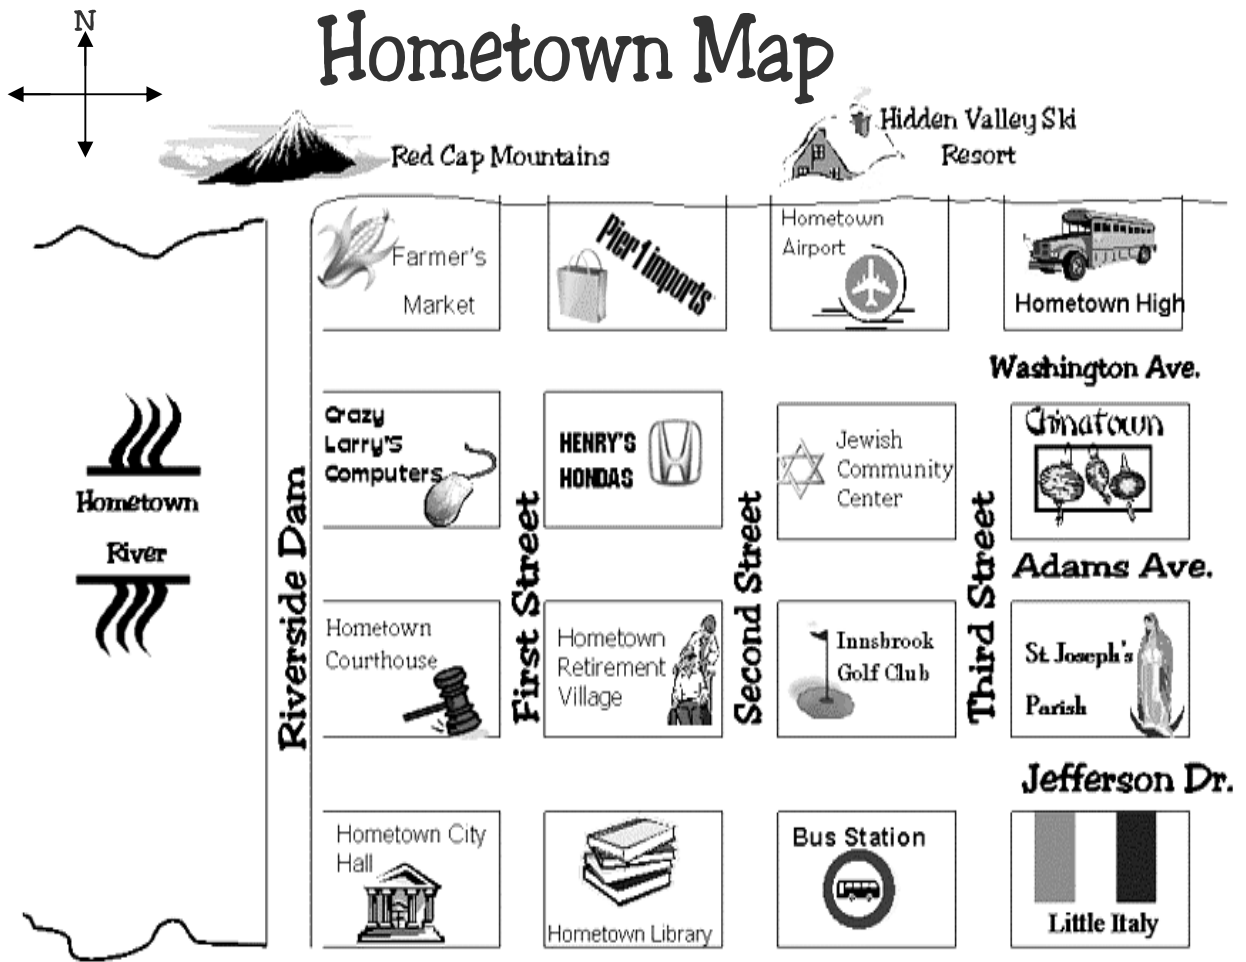 N
Hometown Map
Hidden Valley Ski
Resort
Red Cap Mountains
Farmer's
Market
Pier 1 imports
Hometown
Airport
Hometown High
Washington Ave.
Crazy
Larry'S
Computers
HENRY'S
HONDAS
Jewish
Community
Center
Chinatown
Hometown
River
Riverside Dam
First Street
Second Street
Third Street
Adams Ave.
Hometown
Courthouse
Hometown
Retirement
Village
Innsbrook
Golf Club
St. Joseph's
Parish
Jefferson Dr.
Hometown City
Hall
Hometown Library
Bus Station
Little Italy